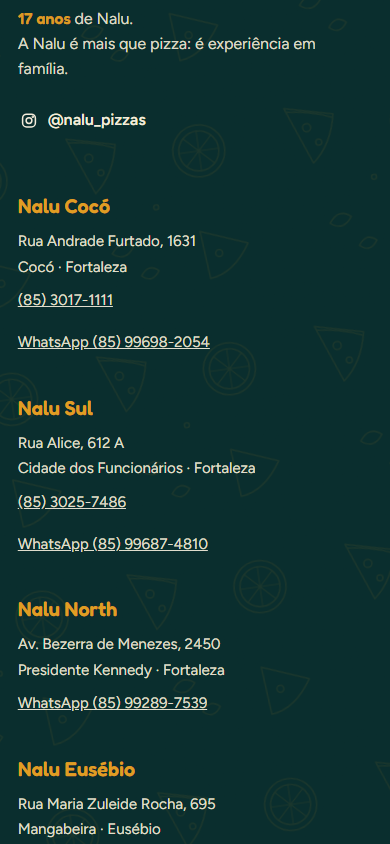 17 anos de Nalu.
A Nalu é mais que pizza: é experiência em
família.
@nalu_pizzas
Nalu Cocó
Rua Andrade Furtado, 1631
Cocó · Fortaleza
(85) 3017-1111
WhatsApp (85) 99698-2054
Nalu Sul
Rua Alice, 612 A
Cidade dos Funcionários · Fortaleza
(85) 3025-7486
WhatsApp (85) 99687-4810
Nalu North
Av. Bezerra de Menezes, 2450
Presidente Kennedy · Fortaleza
WhatsApp (85) 99289-7539
Nalu Eusébio
Rua Maria Zuleide Rocha, 695
Mangabeira · Eusébio